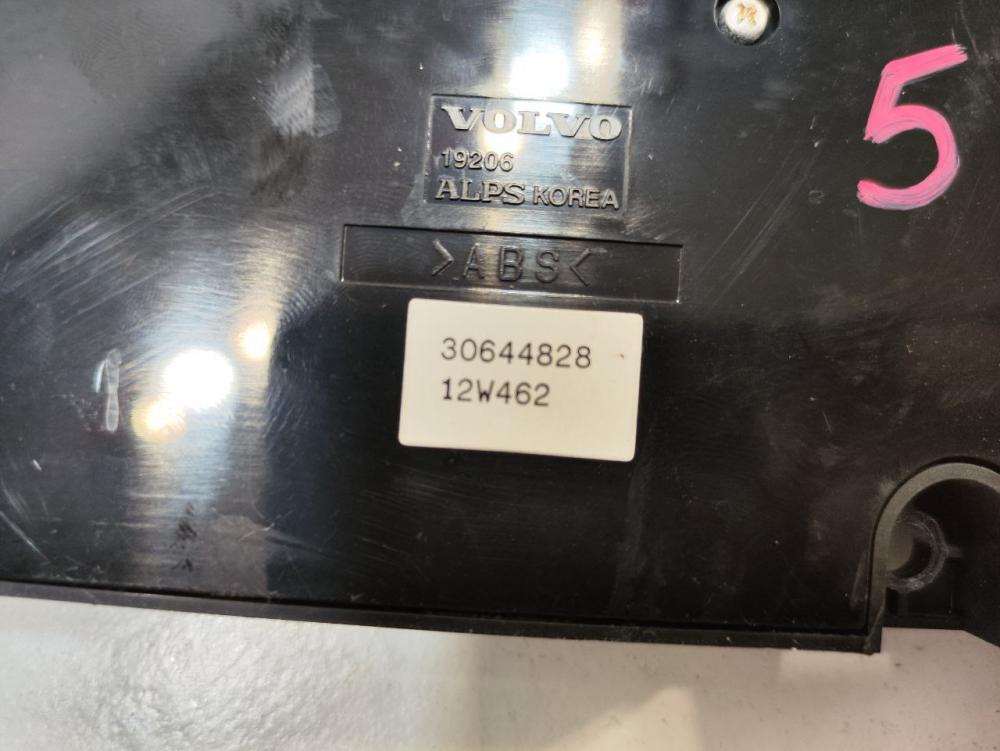 5
VOLVO
19206
ALPS KOREA
>ABS<
30644828
12W462